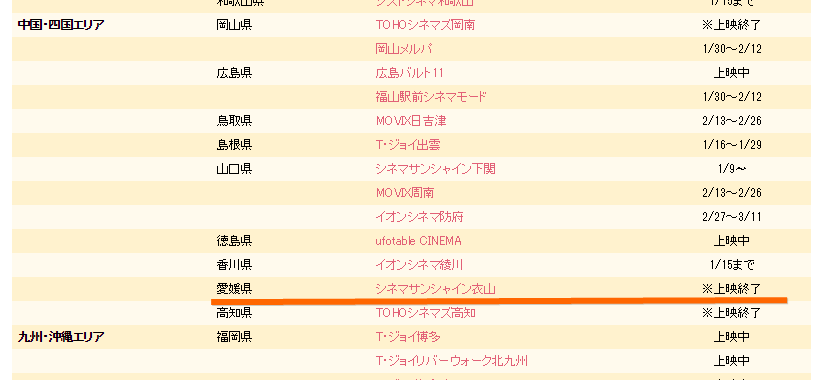 和歌山県 ジストシネマ和歌山 1/15まで
中国・四国エリア 岡山県 TOHOシネマズ岡南 ※上映終了
岡山メルパ 1/30～2/12
広島県 広島バルト11 上映中
福山駅前シネマモード 1/30～2/12
鳥取県 MOVIX日吉津 2/13～2/26
島根県 T・ジョイ出雲 1/16～1/29
山口県 シネマサンシャイン下関 1/9～
MOVIX周南 2/13～2/26
イオンシネマ防府 2/27～3/11
徳島県 ufotable CINEMA 上映中
香川県 イオンシネマ綾川 1/15まで
愛媛県 シネマサンシャイン衣山 ※上映終了
高知県 TOHOシネマズ高知 ※上映終了
九州・沖縄エリア 福岡県 T・ジョイ博多 上映中
T・ジョイリバーウォーク北九州 上映中